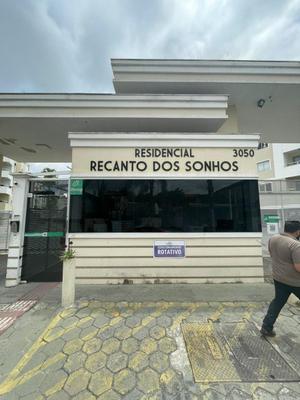 RESIDENCIAL 3050
RECANTO DOS SONHOS
ROTATIVO